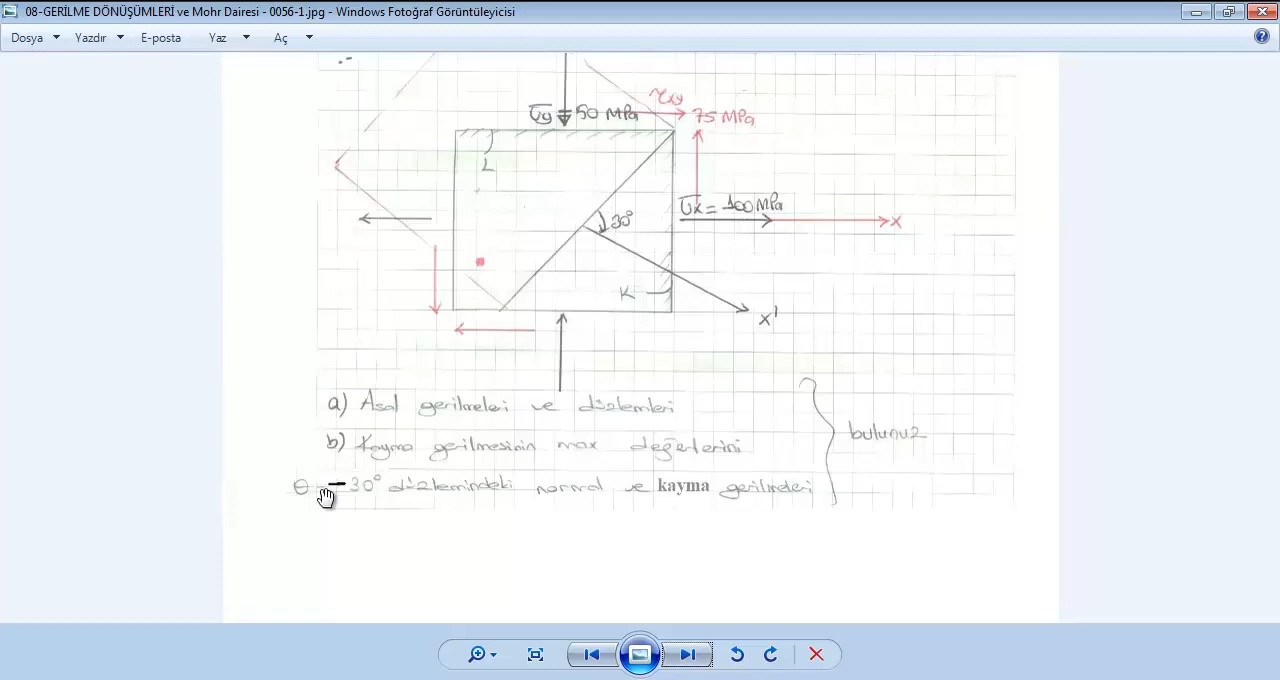 08-GERİLME DÖNÜŞÜMLERİ ve Mohr Dairesi - 0056-1.jpg - Windows Fotoğraf Görüntüleyicisi
Dosya Yazdır E-posta Yaz Aç
τxy
σy = 50 MPa 75 MPa
L
σx = 100 MPa
30° x
K
x'
a) Asal gerilmeleri ve düzlemleri
b) Kayma gerilmesinin max değerlerini
bulunuz
θ = -30° düzlemindeki normal ve kayma gerilmeleri